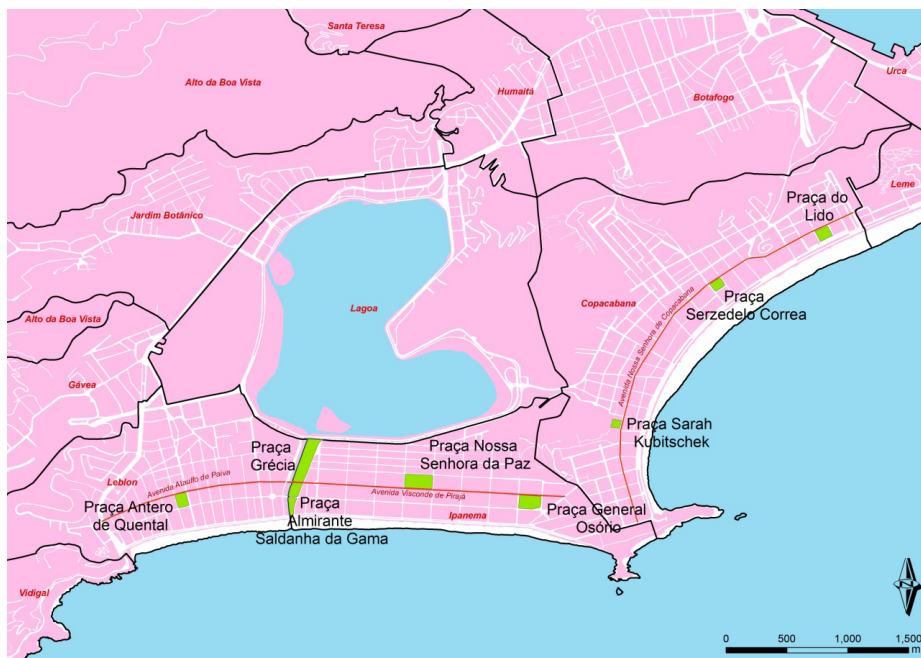 Santa Teresa
Alto da Boa Vista
Humaitá
Botafogo
Urca
Leme
Praça do
Lido
Jardim Botânico
Lagoa
Copacabana
Praça
Serzedelo Correa
Avenida Nossa Senhora de Copacabana
Alto da Boa Vista
Gávea
Praça Sarah
Kubitschek
Praça
Grécia
Praça Nossa
Senhora da Paz
Leblon
Avenida Ataulfo de Paiva
Avenida Visconde de Pirajá
Praça Antero
de Quental
Praça
Almirante
Saldanha da Gama
Ipanema
Praça General
Osório
Vidigal
N
0 500 1,000 1,500
m